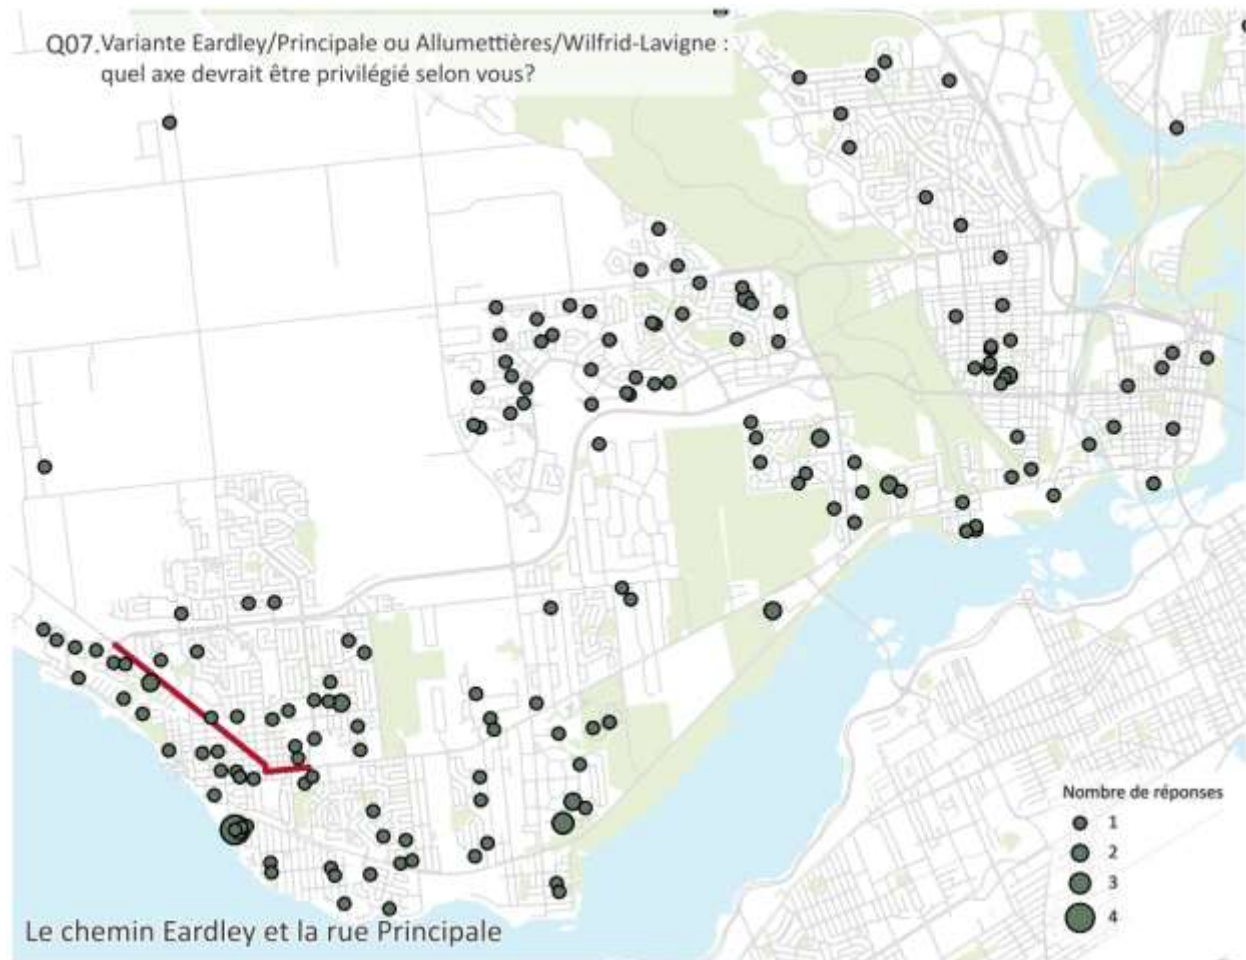 Q07. Variante Eardley/Principale ou Allumettières/Wilfrid-Lavigne :
quel axe devrait être privilégié selon vous?
Nombre de réponses
1
2
3
4
Le chemin Eardley et la rue Principale